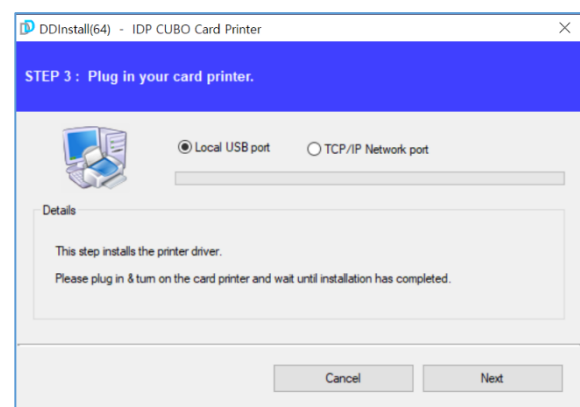 DDInstall(64) - IDP CUBO Card Printer
STEP 3 : Plug in your card printer.
Local USB port
TCP/IP Network port
Details
This step installs the printer driver.
Please plug in & turn on the card printer and wait until installation has completed.
Cancel
Next